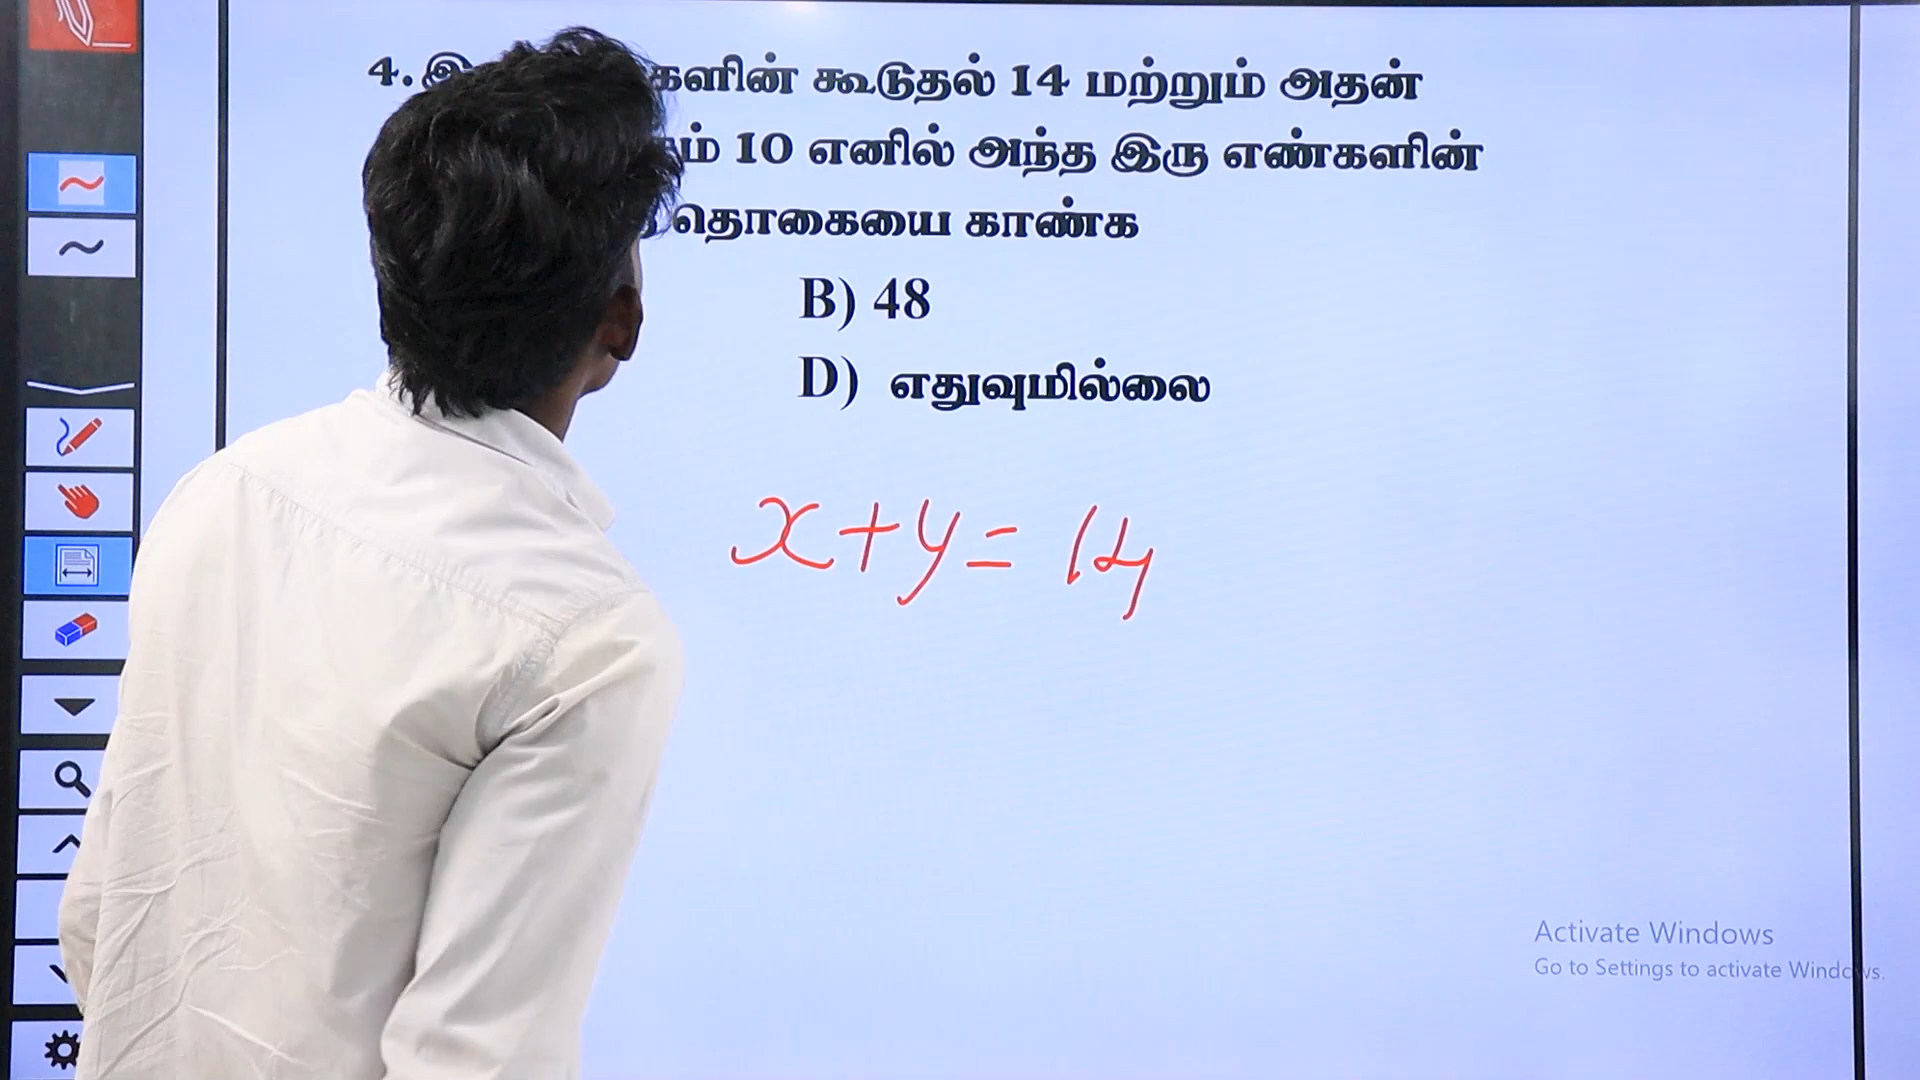 4. களின் கூடுதல் 14 மற்றும் அதன்
10 எனில் அந்த இரு எண்களின்
தொகையை காண்க
B) 48
D) எதுவுமில்லை
x+y= 14
Activate Windows
Go to Settings to activate Windows.